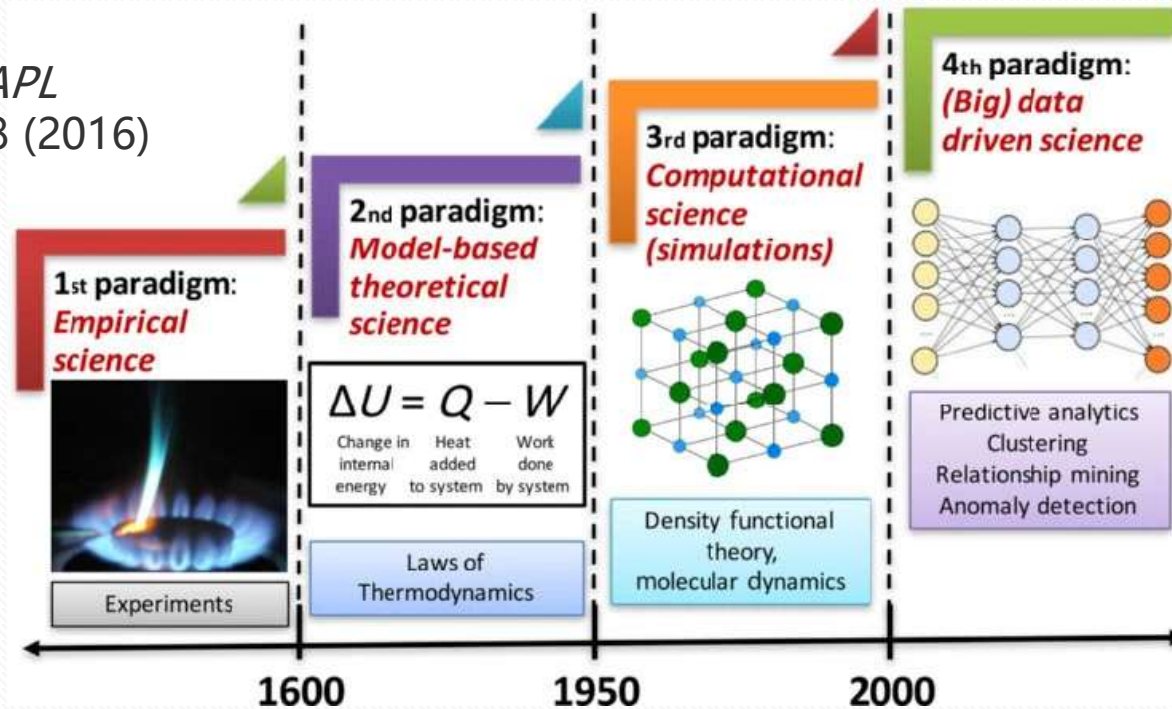 APL
3 (2016)
1st paradigm:
Empirical
science
Experiments
2nd paradigm:
Model-based
theoretical
science
ΔU = Q – W
Change in internal energy
Heat added to system
Work done by system
Laws of
Thermodynamics
3rd paradigm:
Computational
science
(simulations)
Density functional
theory,
molecular dynamics
4th paradigm:
(Big) data
driven science
Predictive analytics
Clustering
Relationship mining
Anomaly detection
1600
1950
2000